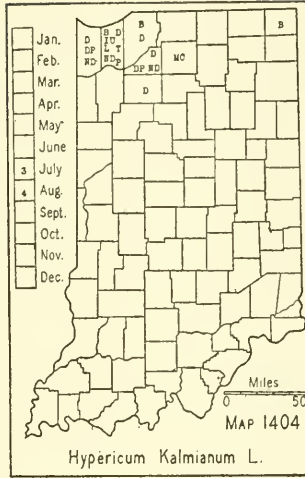 Jan.
Feb.
Mar.
Apr.
May
June
3 July
4 Aug.
Sept.
Oct.
Nov.
Dec.
D
DP
ND
B D
IU T
L Y
ND P
B
D
D
DP ND
MC
B
D
Miles
0 50
MAP 1404
Hypericum Kalmianum L.